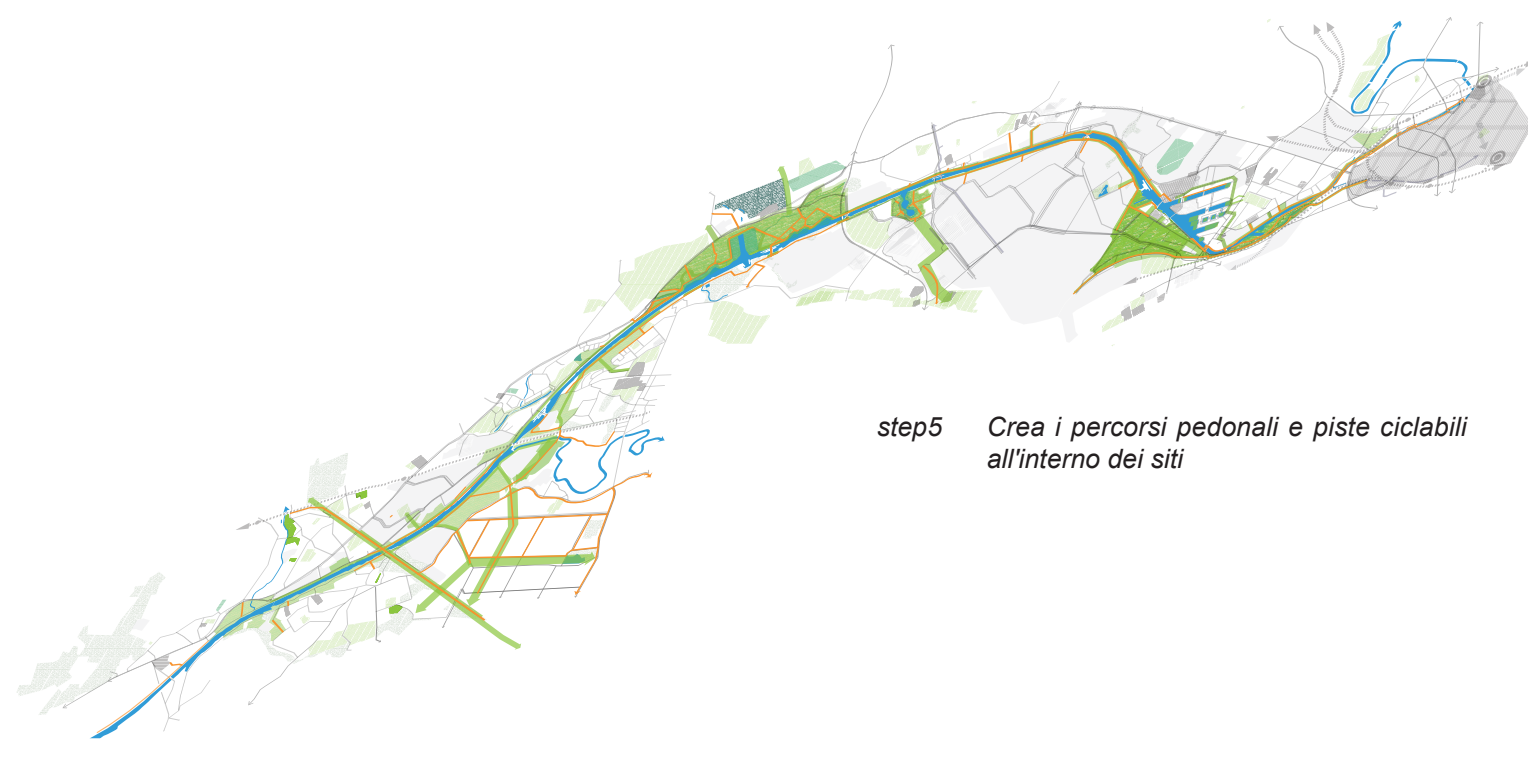 step5 Crea i percorsi pedonali e piste ciclabili
all'interno dei siti